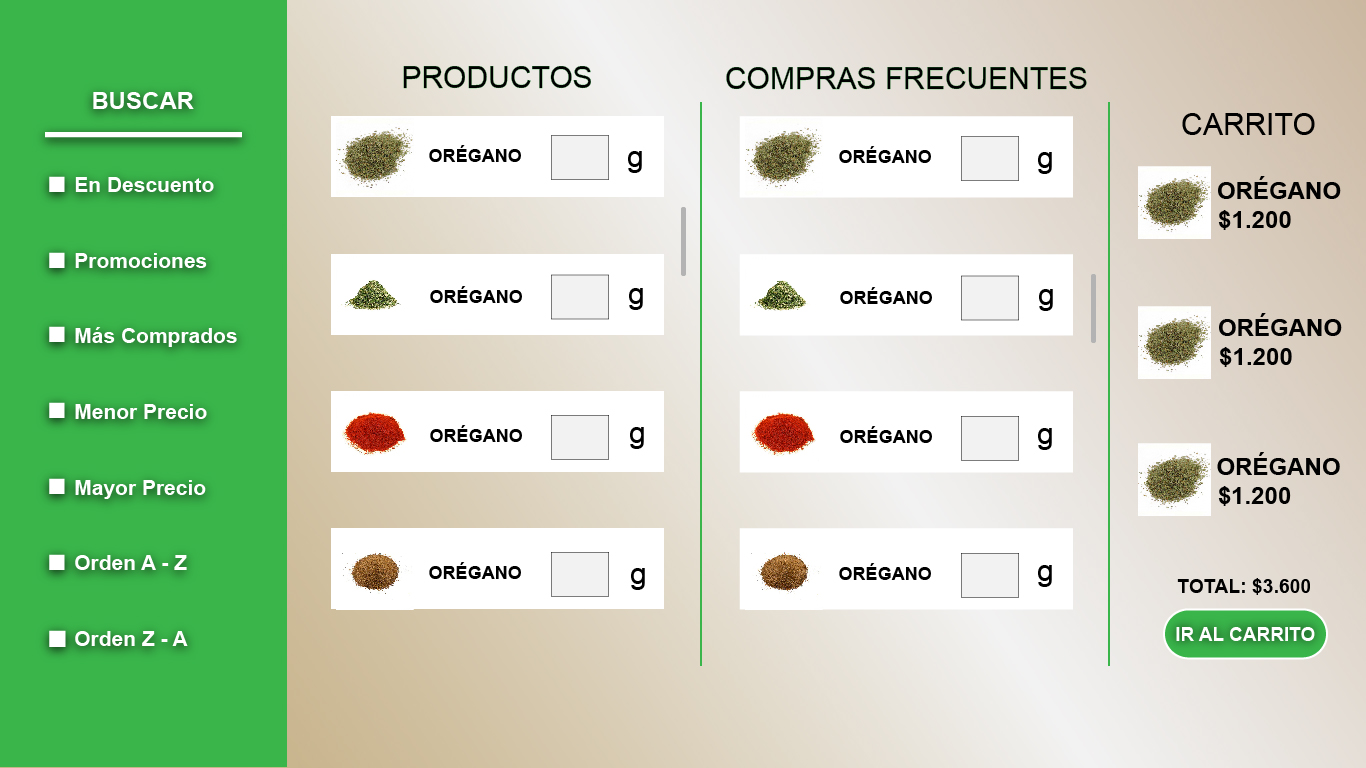 BUSCAR
En Descuento
Promociones
Más Comprados
Menor Precio
Mayor Precio
Orden A - Z
Orden Z - A
PRODUCTOS
ORÉGANO g
ORÉGANO g
ORÉGANO g
ORÉGANO g
COMPRAS FRECUENTES
ORÉGANO g
ORÉGANO g
ORÉGANO g
ORÉGANO g
CARRITO
ORÉGANO
$1.200
ORÉGANO
$1.200
ORÉGANO
$1.200
TOTAL: $3.600
IR AL CARRITO